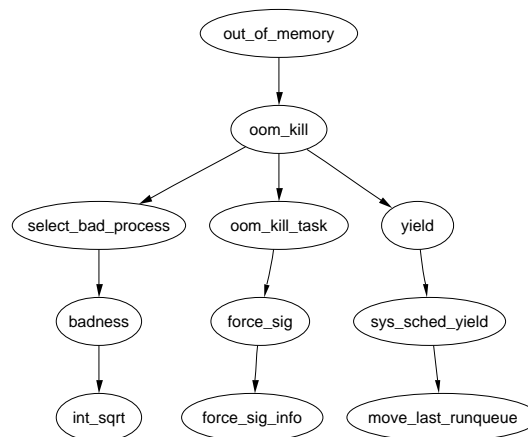 out_of_memory
oom_kill
select_bad_process
oom_kill_task
yield
badness
force_sig
sys_sched_yield
int_sqrt
force_sig_info
move_last_runqueue